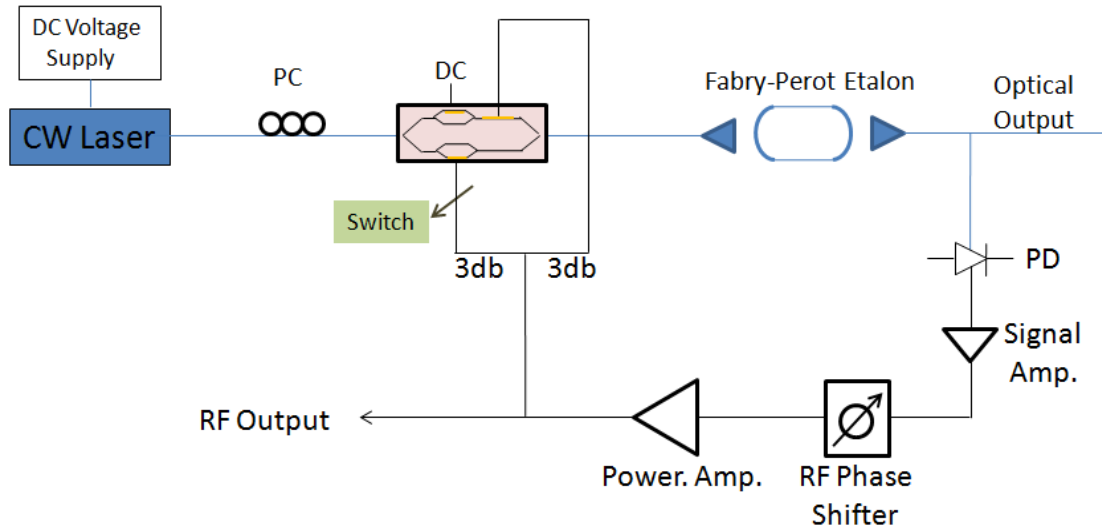 DC Voltage
Supply
CW Laser
PC
DC
Switch
3db
3db
Fabry-Perot Etalon
Optical
Output
PD
Signal
Amp.
RF Output
Power. Amp.
RF Phase
Shifter